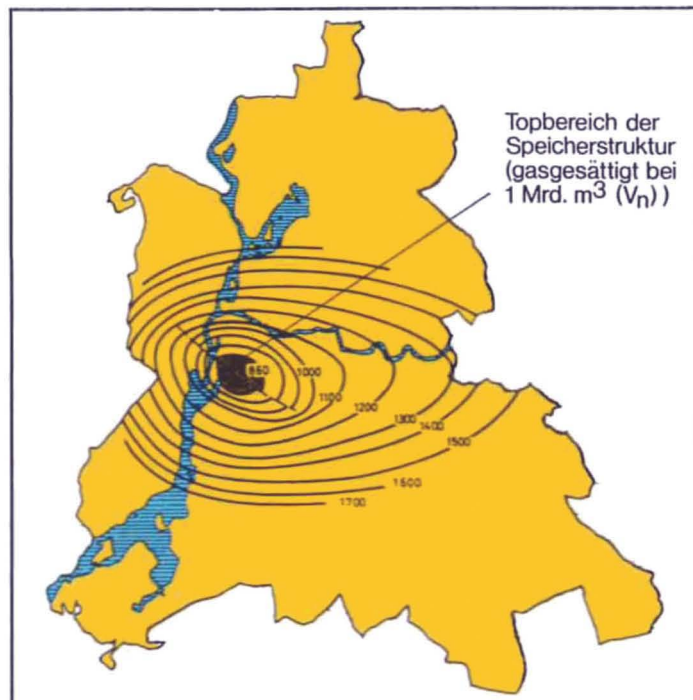 Topbereich der
Speicherstruktur
(gasgesättigt bei
1 Mrd. m³ (Vₙ) )
850
1000
1100
1200
1300
1400
1500
1600
1700